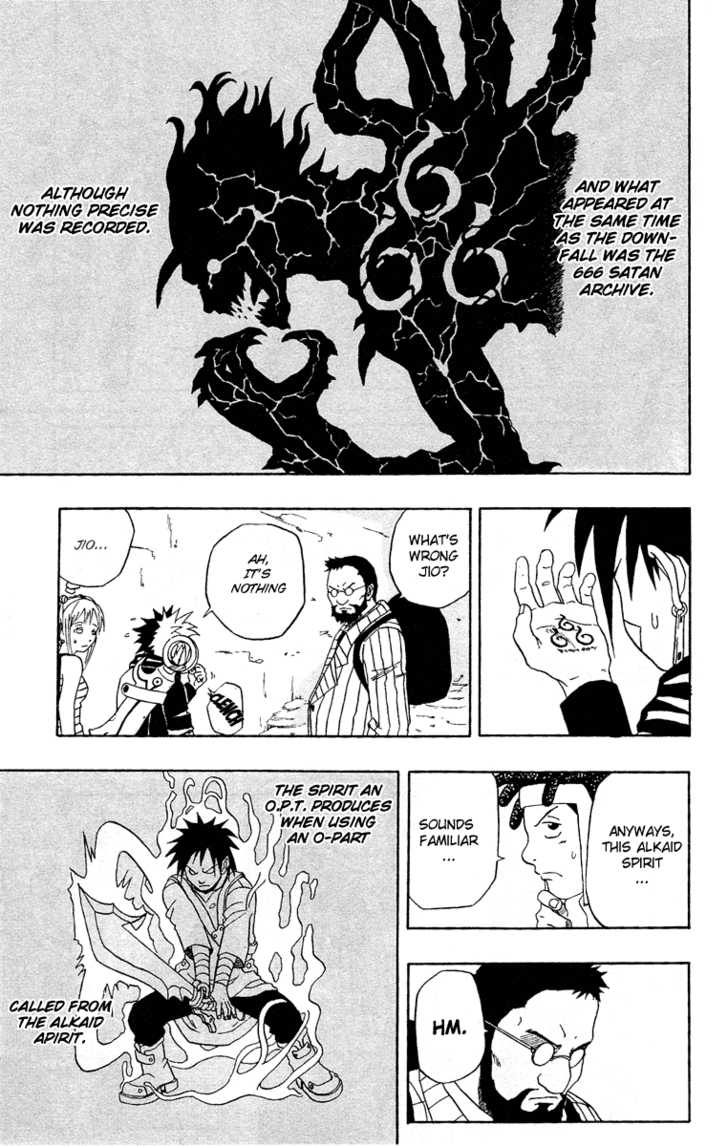 AND WHAT
APPEARED AT
THE SAME TIME
AS THE DOWN-
FALL WAS THE
666 SATAN
ARCHIVE.
ALTHOUGH
NOTHING PRECISE
WAS RECORDED.
WHAT'S
WRONG
JIO?
AH,
IT'S
NOTHING
CLENCH
JIO...
ANYWAYS,
THIS ALKAID
SPIRIT
...
SOUNDS
FAMILIAR
...
HM.
THE SPIRIT AN
O.P.T. PRODUCES
WHEN USING
AN O-PART
CALLED FROM
THE ALKAID
APIRIT.